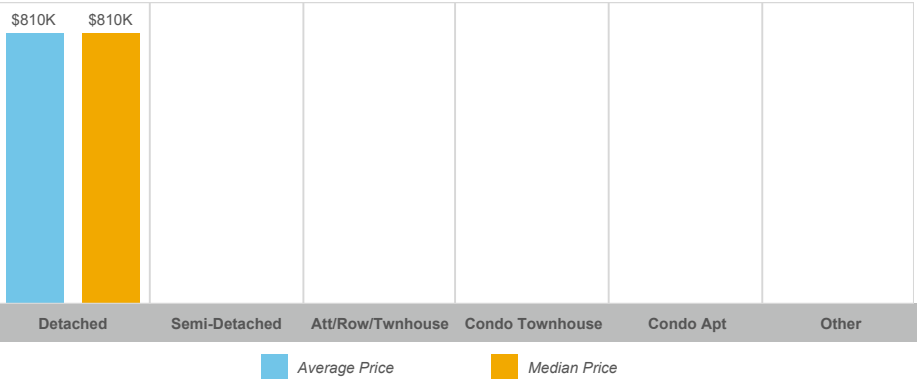 $810K $810K
Detached Semi-Detached Att/Row/Twnhouse Condo Townhouse Condo Apt Other
Average Price Median Price